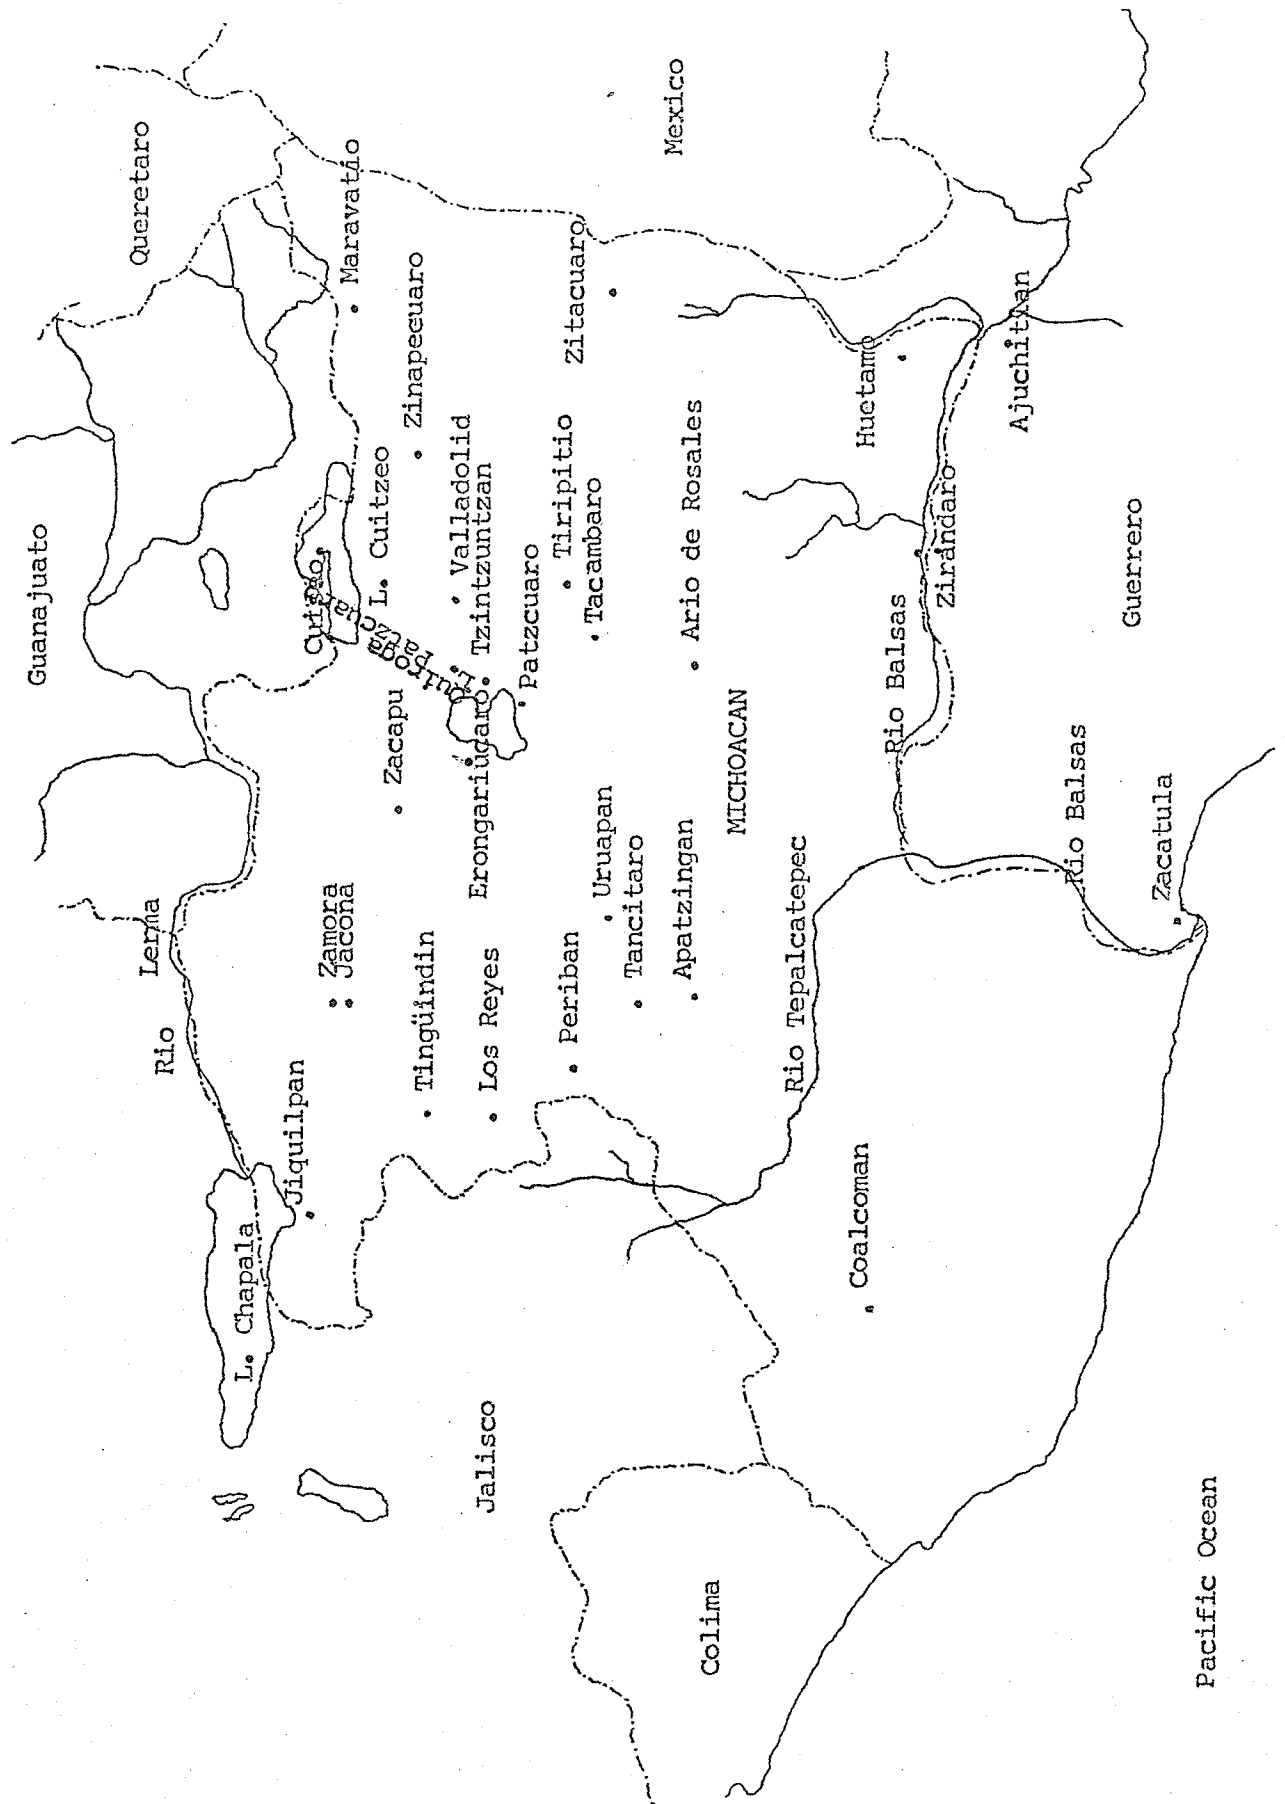 Guanajuato
Queretaro
Rio Lerma
L. Chapala
Jiquilpan
Zamora
Jacona
Cuitzeo
L. Cuitzeo
Maravatio
Zinapecuaro
Zacapu
Quiroga
L. Patzcuaro
Valladolid
Tzintzuntzan
Erongaricuaro
Patzcuaro
Tingüindin
Los Reyes
Jalisco
Periban
Uruapan
Tancitaro
Apatzingan
Tiripitio
Tacambaro
Zitacuaro
Ario de Rosales
Mexico
MICHOACAN
Colima
Rio Tepalcatepec
Coalcoman
Rio Balsas
Huetamo
Zirandaro
Ajuchitlan
Rio Balsas
Guerrero
Zacatula
Pacific Ocean